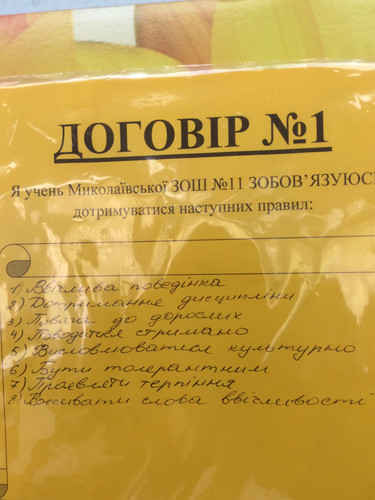 ДОГОВІР №1
Я учень Миколаївської ЗОШ №11 ЗОБОВ'ЯЗУЮСЬ
дотримуватися наступних правил:
1) Ввічлива поведінка
2) Дотримання дисципліни
3) Повага до дорослих
4) Поводитися стримано
5) Висловлюватися культурно
6) Бути толерантним
7) Проявляти терпіння
8) Вживати слова ввічливості